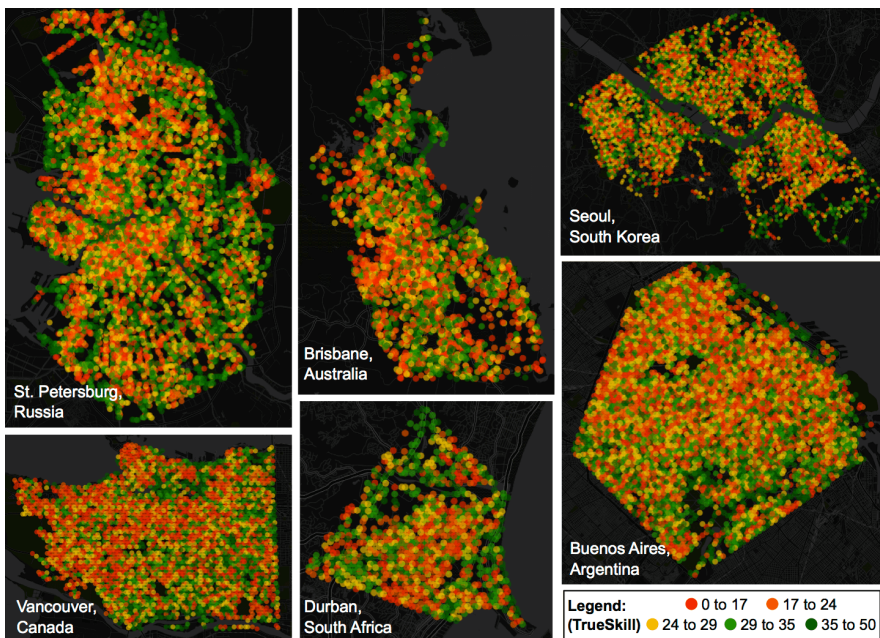 St. Petersburg,
Russia
Brisbane,
Australia
Seoul,
South Korea
Vancouver,
Canada
Durban,
South Africa
Buenos Aires,
Argentina
Legend: 0 to 17 17 to 24
(TrueSkill) 24 to 29 29 to 35 35 to 50